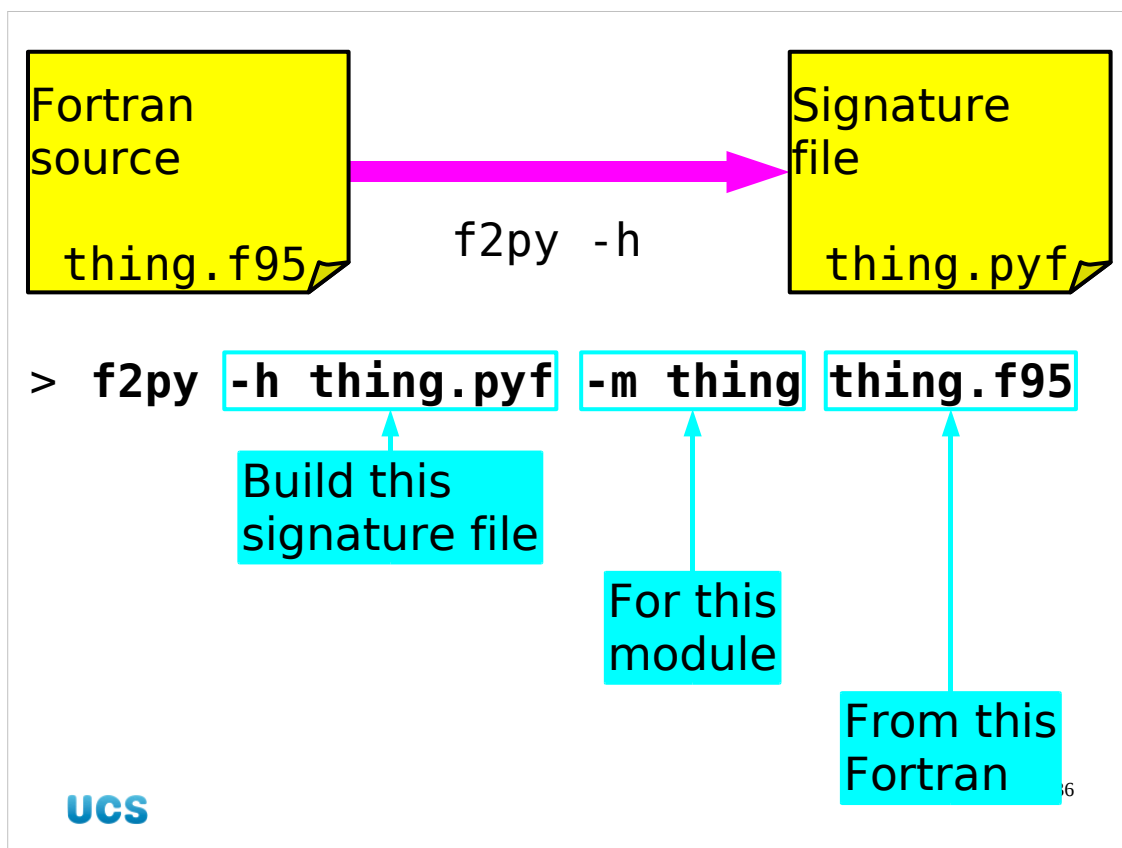 Fortran
source
thing.f95
f2py -h
Signature
file
thing.pyf
> f2py -h thing.pyf -m thing thing.f95
Build this
signature file
For this
module
From this
Fortran
UCS